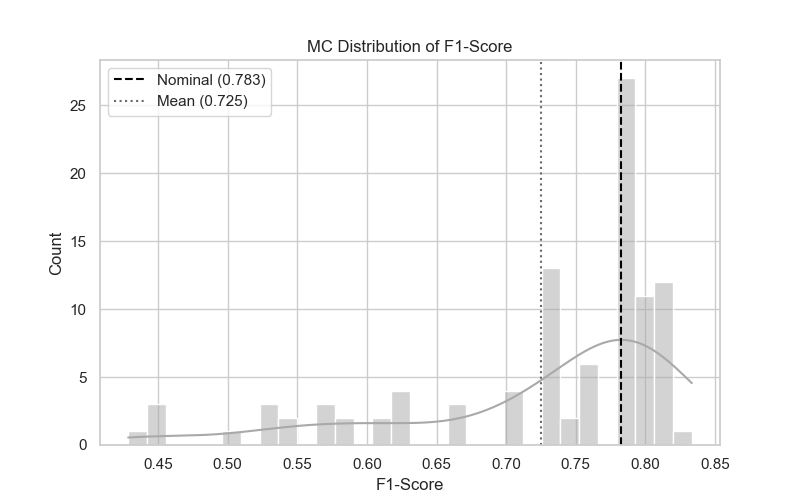 MC Distribution of F1-Score
Nominal (0.783)
Mean (0.725)
Count
25
20
15
10
5
0
0.45 0.50 0.55 0.60 0.65 0.70 0.75 0.80 0.85
F1-Score